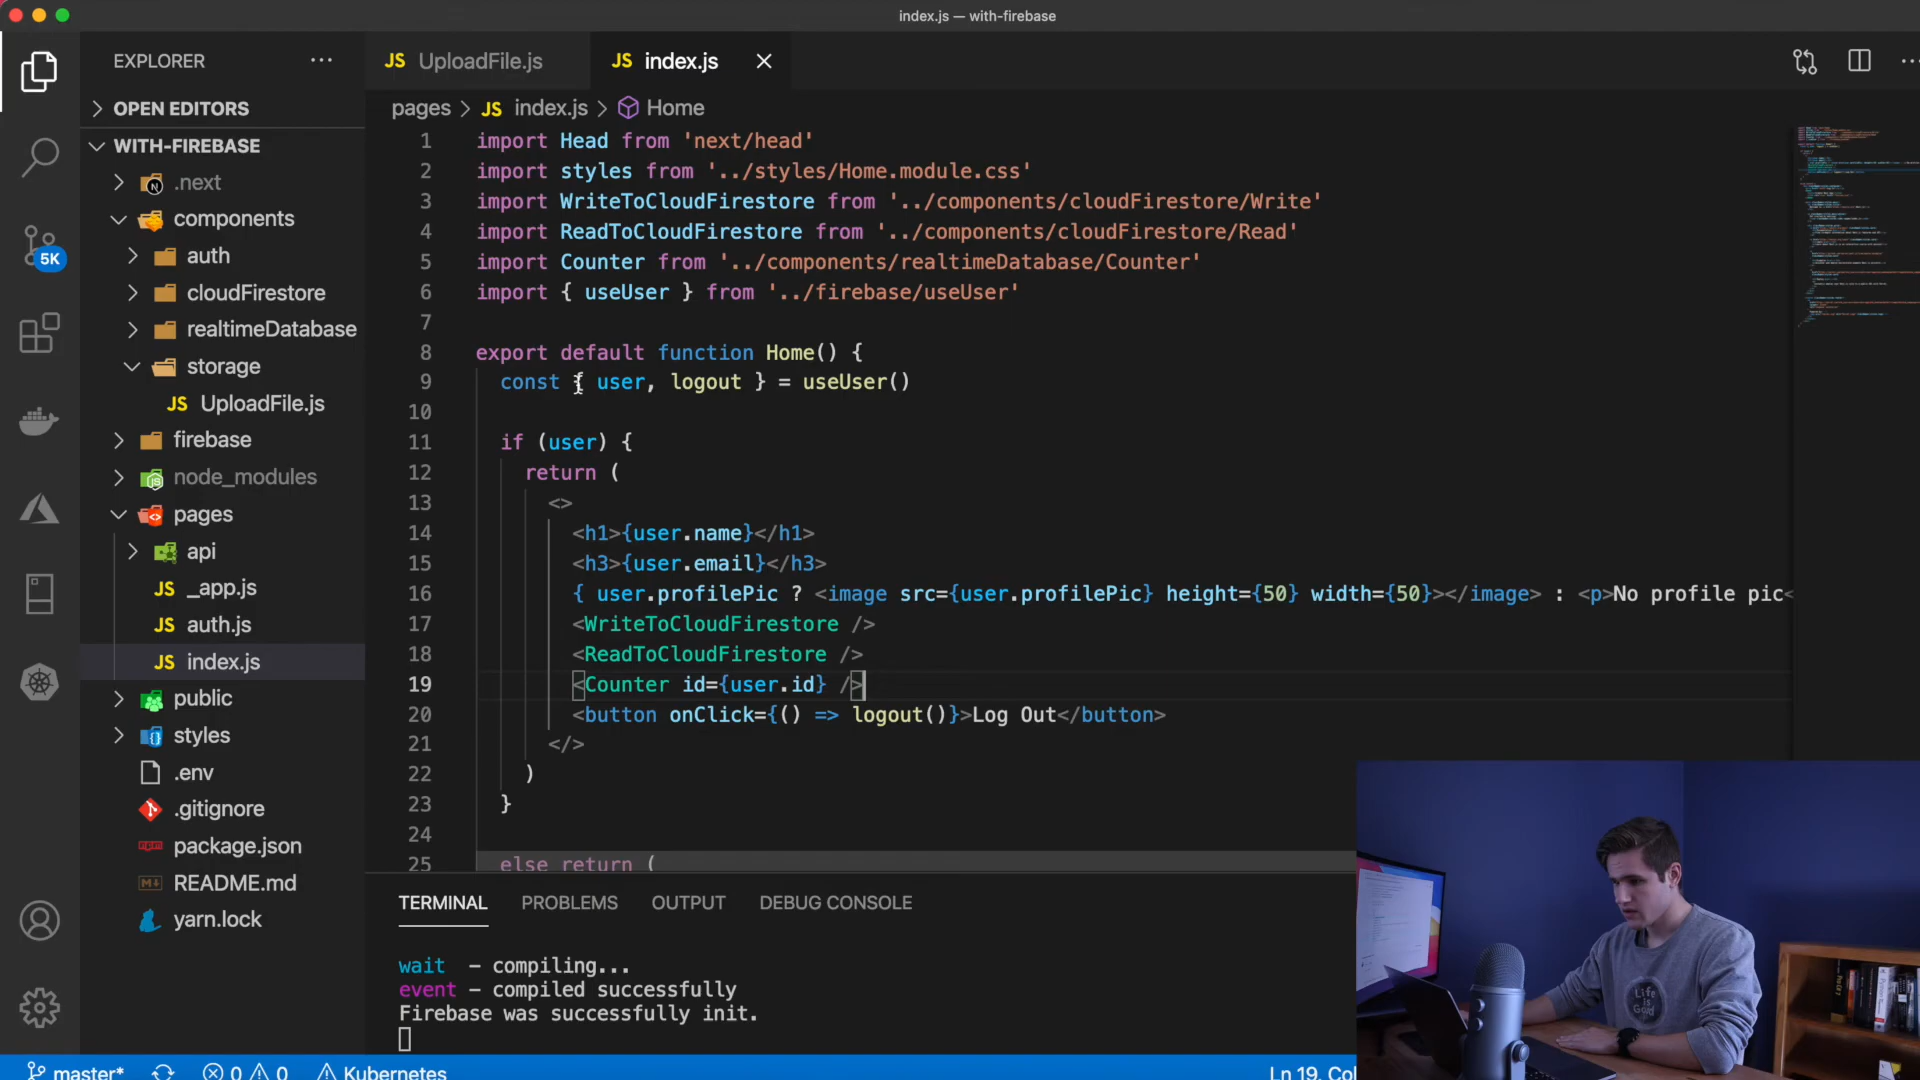 index.js — with-firebase
EXPLORER
OPEN EDITORS
WITH-FIREBASE
.next
components
auth
cloudFirestore
realtimeDatabase
storage
JS UploadFile.js
firebase
node_modules
pages
api
JS _app.js
JS auth.js
JS index.js
public
styles
.env
.gitignore
package.json
README.md
yarn.lock
5K
JS UploadFile.js
JS index.js
pages > JS index.js > Home
1 import Head from 'next/head'
2 import styles from '../styles/Home.module.css'
3 import WriteToCloudFirestore from '../components/cloudFirestore/Write'
4 import ReadToCloudFirestore from '../components/cloudFirestore/Read'
5 import Counter from '../components/realtimeDatabase/Counter'
6 import { useUser } from '../firebase/useUser'
7
8 export default function Home() {
9 const { user, logout } = useUser()
10
11 if (user) {
12 return (
13 <>
14 <h1>{user.name}</h1>
15 <h3>{user.email}</h3>
16 { user.profilePic ? <image src={user.profilePic} height={50} width={50}></image> : <p>No profile pic<
17 <WriteToCloudFirestore />
18 <ReadToCloudFirestore />
19 <Counter id={user.id} />
20 <button onClick={() => logout()}>Log Out</button>
21 </>
22 )
23 }
24
25 else return (
TERMINAL PROBLEMS OUTPUT DEBUG CONSOLE
wait – compiling...
event – compiled successfully
Firebase was successfully init.
master* 0 0 Kubernetes
Ln 19, Col
Life is Good